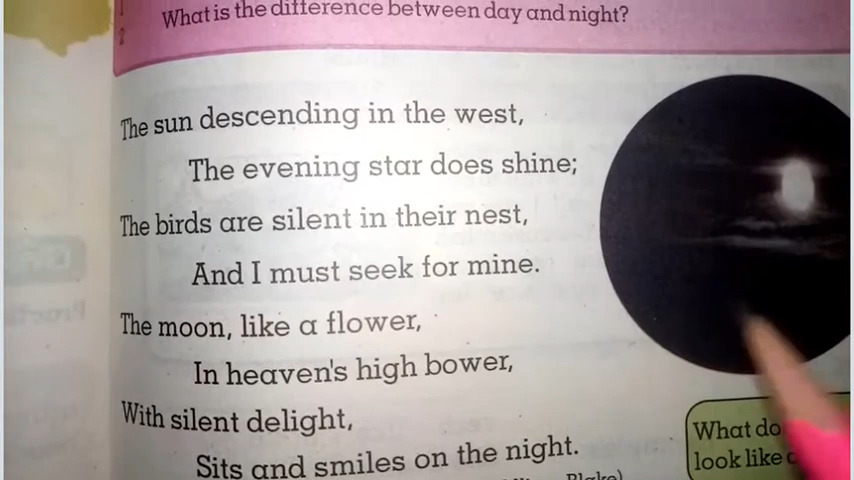 What is the difference between day and night?
The sun descending in the west,
The evening star does shine;
The birds are silent in their nest,
And I must seek for mine.
The moon, like a flower,
In heaven's high bower,
With silent delight,
Sits and smiles on the night.
Blake)
What do
look like